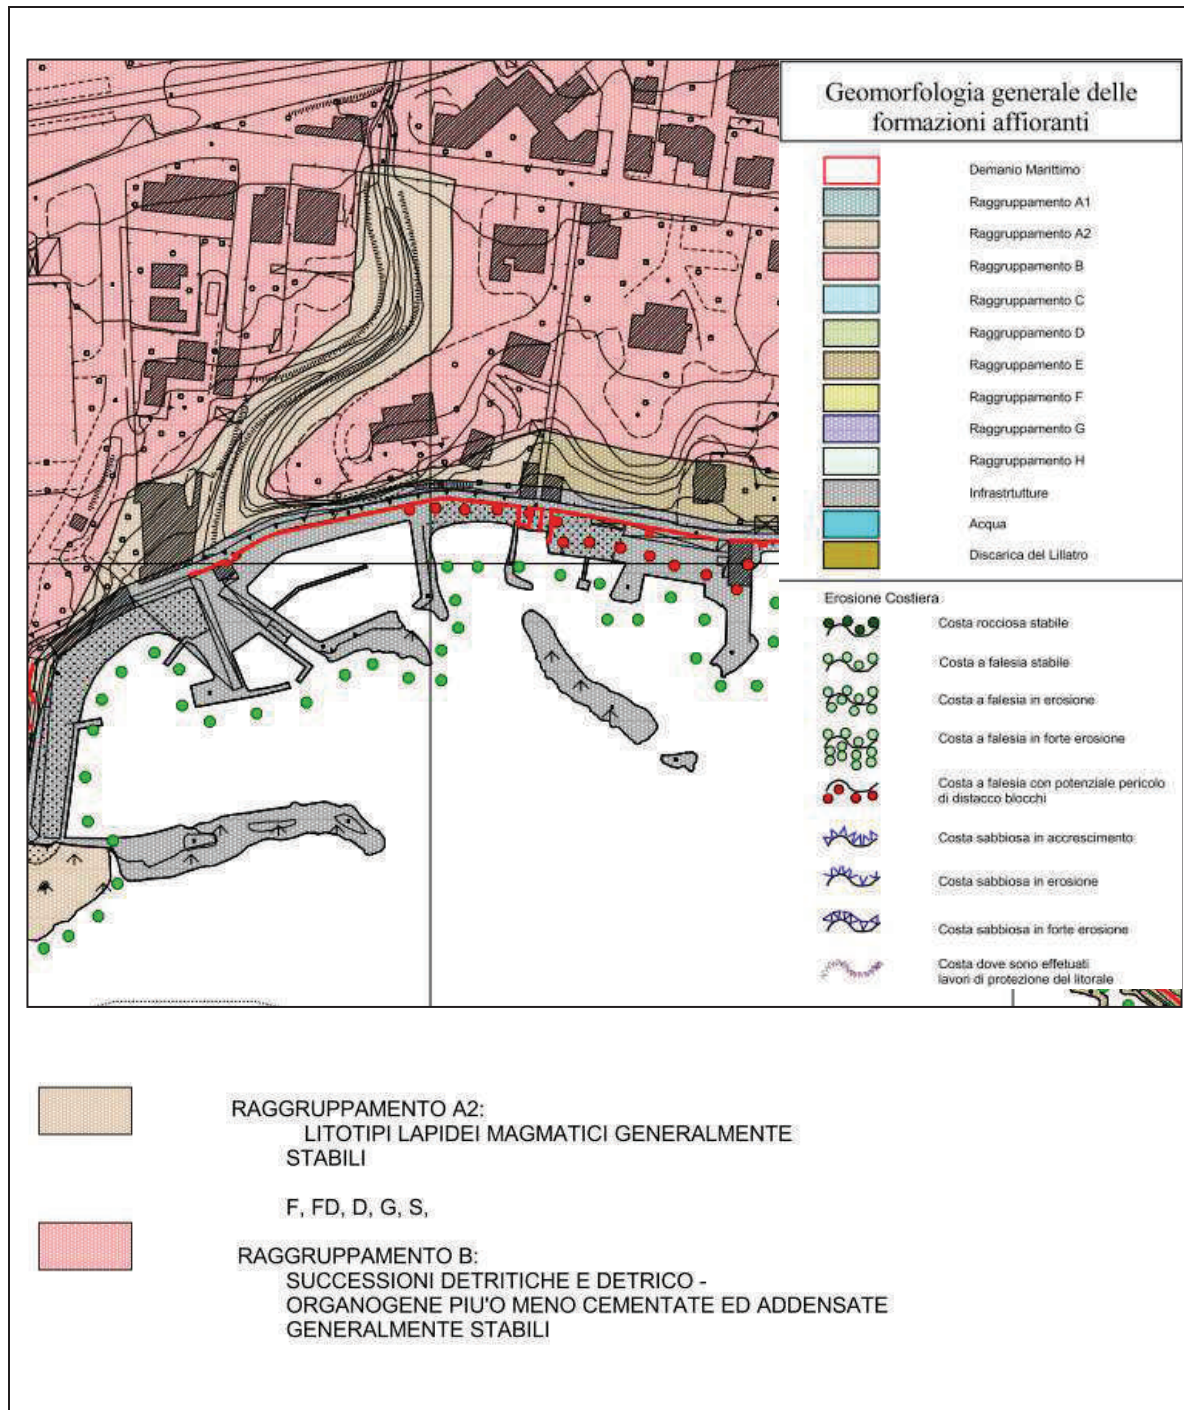 Geomorfologia generale delle
formazioni affioranti
Demanio Marittimo
Raggruppamento A1
Raggruppamento A2
Raggruppamento B
Raggruppamento C
Raggruppamento D
Raggruppamento E
Raggruppamento F
Raggruppamento G
Raggruppamento H
Infrastrtutture
Acqua
Discarica del Lillatro
Erosione Costiera
Costa rocciosa stabile
Costa a falesia stabile
Costa a falesia in erosione
Costa a falesia in forte erosione
Costa a falesia con potenziale pericolo
di distacco blocchi
Costa sabbiosa in accrescimento
Costa sabbiosa in erosione
Costa sabbiosa in forte erosione
Costa dove sono effetuati
lavori di protezione del litorale
RAGGRUPPAMENTO A2:
LITOTIPI LAPIDEI MAGMATICI GENERALMENTE
STABILI
F, FD, D, G, S,
RAGGRUPPAMENTO B:
SUCCESSIONI DETRITICHE E DETRICO -
ORGANOGENE PIU'O MENO CEMENTATE ED ADDENSATE
GENERALMENTE STABILI